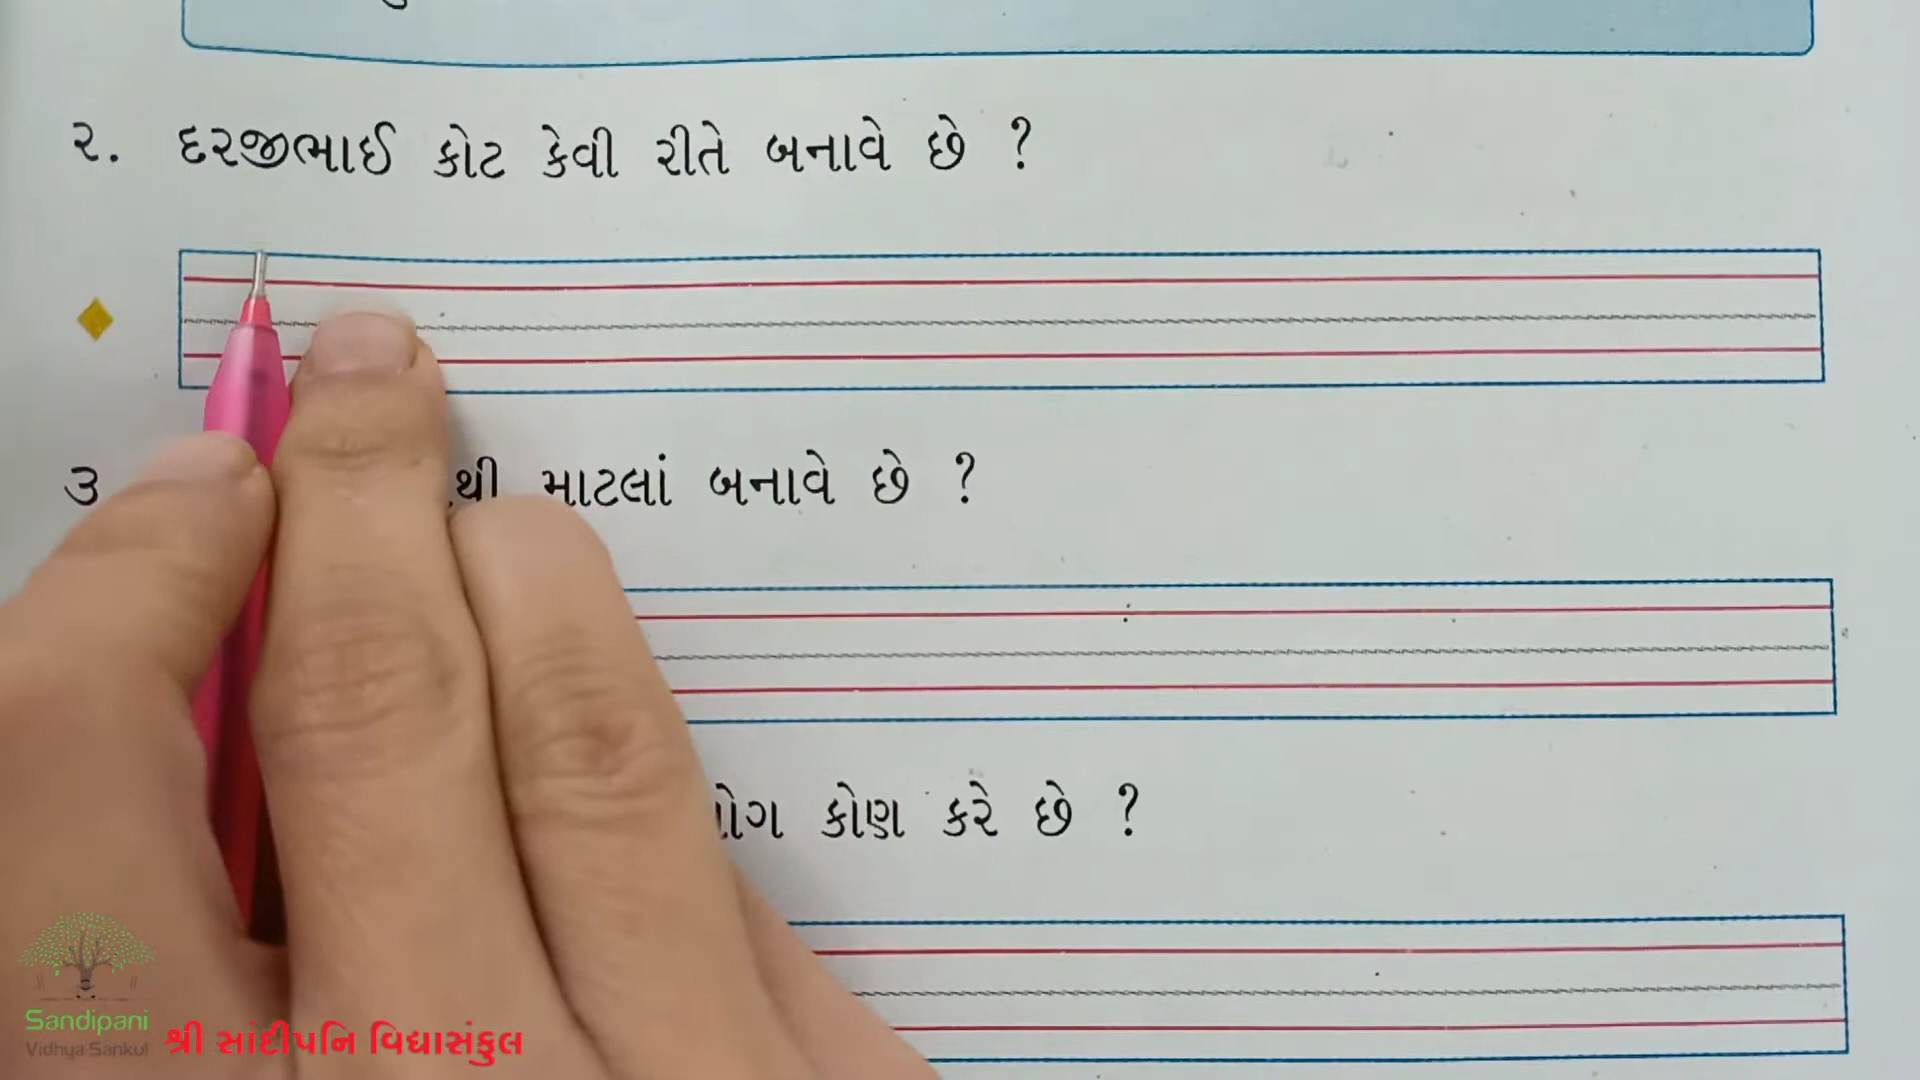 ૨. દરજીભાઈ કોટ કેવી રીતે બનાવે છે ?
૩ માટલાં બનાવે છે ?
કોણ કરે છે ?
Sandipani
Vidhya Sankul
શ્રી સાંદીપનિ વિદ્યાસંકુલ